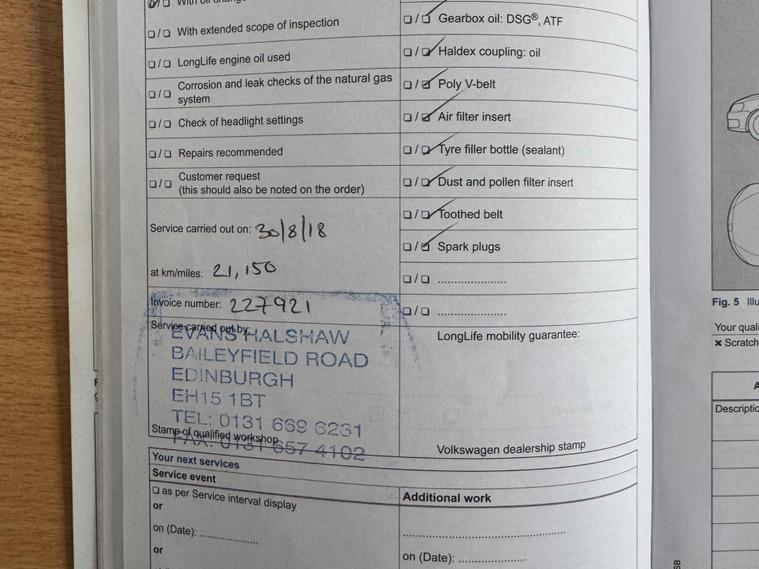 With oil
With extended scope of inspection
LongLife engine oil used
Corrosion and leak checks of the natural gas
system
Check of headlight settings
Repairs recommended
Customer request
(this should also be noted on the order)
Service carried out on: 30/8/18
at km/miles: 21,150
Invoice number: 227921
Service carried out by:
EVANS HALSHAW
BAILEYFIELD ROAD
EDINBURGH
EH15 1BT
TEL: 0131 669 6231
Stamp of qualified workshop
FAX: 0131 657 4102
Gearbox oil: DSG®, ATF
Haldex coupling: oil
Poly V-belt
Air filter insert
Tyre filler bottle (sealant)
Dust and pollen filter insert
Toothed belt
Spark plugs
LongLife mobility guarantee:
Volkswagen dealership stamp
Your next services
Service event
as per Service interval display
or
on (Date):
or
Additional work
on (Date):
Fig. 5
Your
Scratch